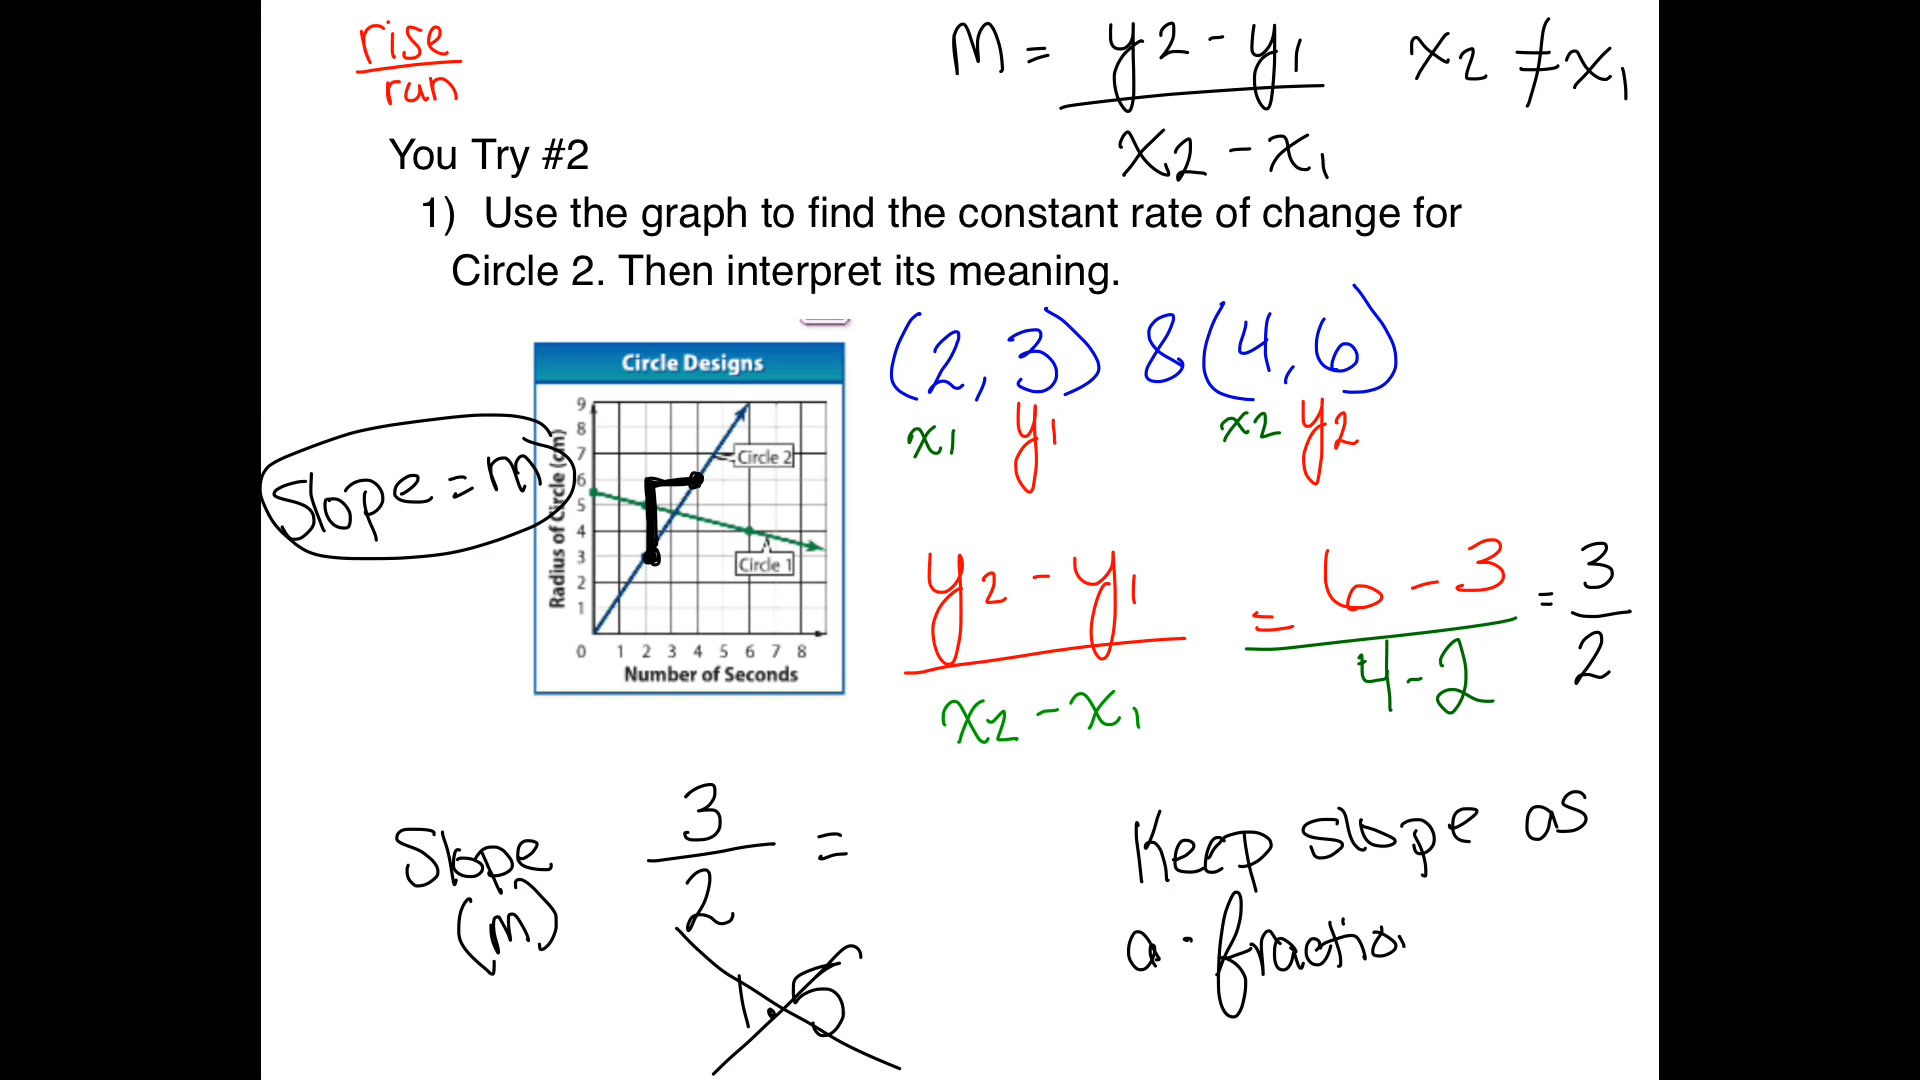 rise
run
m = y2 - y1 x2 ≠ x1
x2 - x1
You Try #2
1) Use the graph to find the constant rate of change for
Circle 2. Then interpret its meaning.
(2, 3) & (4, 6)
x1 y1 x2 y2
Slope = m
Circle Designs
Radius of Circle (cm)
9
8
7
6
5
4
3
2
1
Circle 2
Circle 1
0 1 2 3 4 5 6 7 8
Number of Seconds
y2 - y1 = 6 - 3 = 3
x2 - x1 4 - 2 2
Slope 3 =
(m) 2
1.5
Keep slope as
a fraction